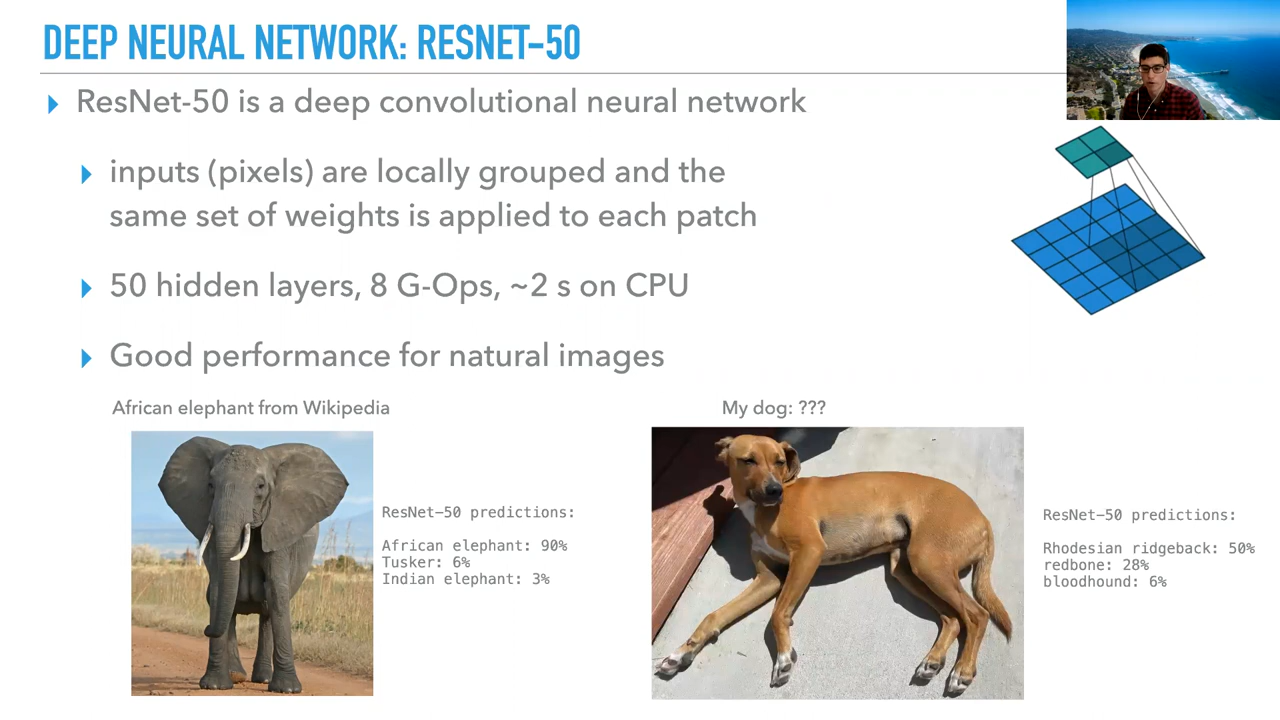 DEEP NEURAL NETWORK: RESNET-50
ResNet-50 is a deep convolutional neural network
inputs (pixels) are locally grouped and the
same set of weights is applied to each patch
50 hidden layers, 8 G-Ops, ~2 s on CPU
Good performance for natural images
African elephant from Wikipedia
ResNet-50 predictions:
African elephant: 90%
Tusker: 6%
Indian elephant: 3%
My dog: ???
ResNet-50 predictions:
Rhodesian ridgeback: 50%
redbone: 28%
bloodhound: 6%